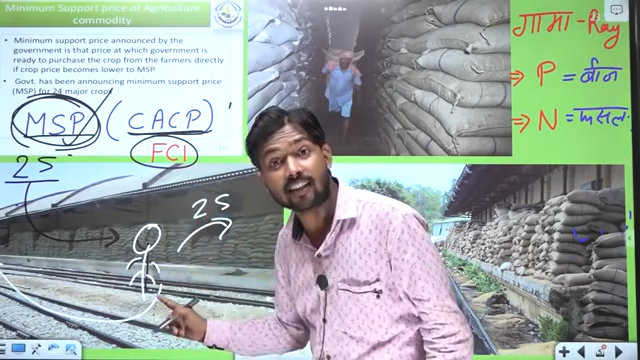 Minimum Support Price of Agriculture
commodity
• Minimum support price announced by the
government is that price at which government is
ready to purchase the crop from the farmers directly
if crop price becomes lower to MSP.
• Govt. has been announcing minimum support price
(MSP) for 24 major crops
MSP (CACP)
FCI
25
25
गामा - Ray
⇒ P = बीज
⇒ N = फसल